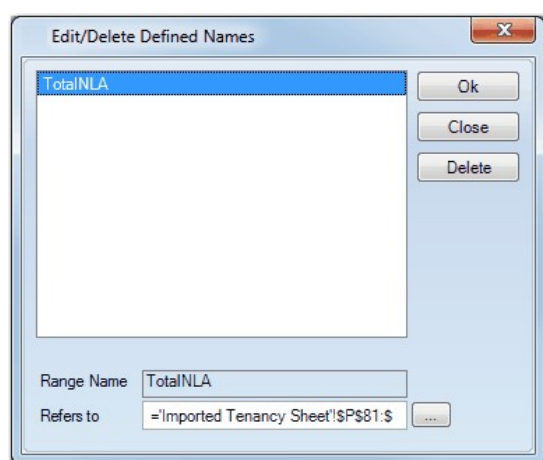 Edit/Delete Defined Names
TotalNLA
Ok
Close
Delete
Range Name TotalNLA
Refers to ='Imported Tenancy Sheet'!$P$81:$ ...